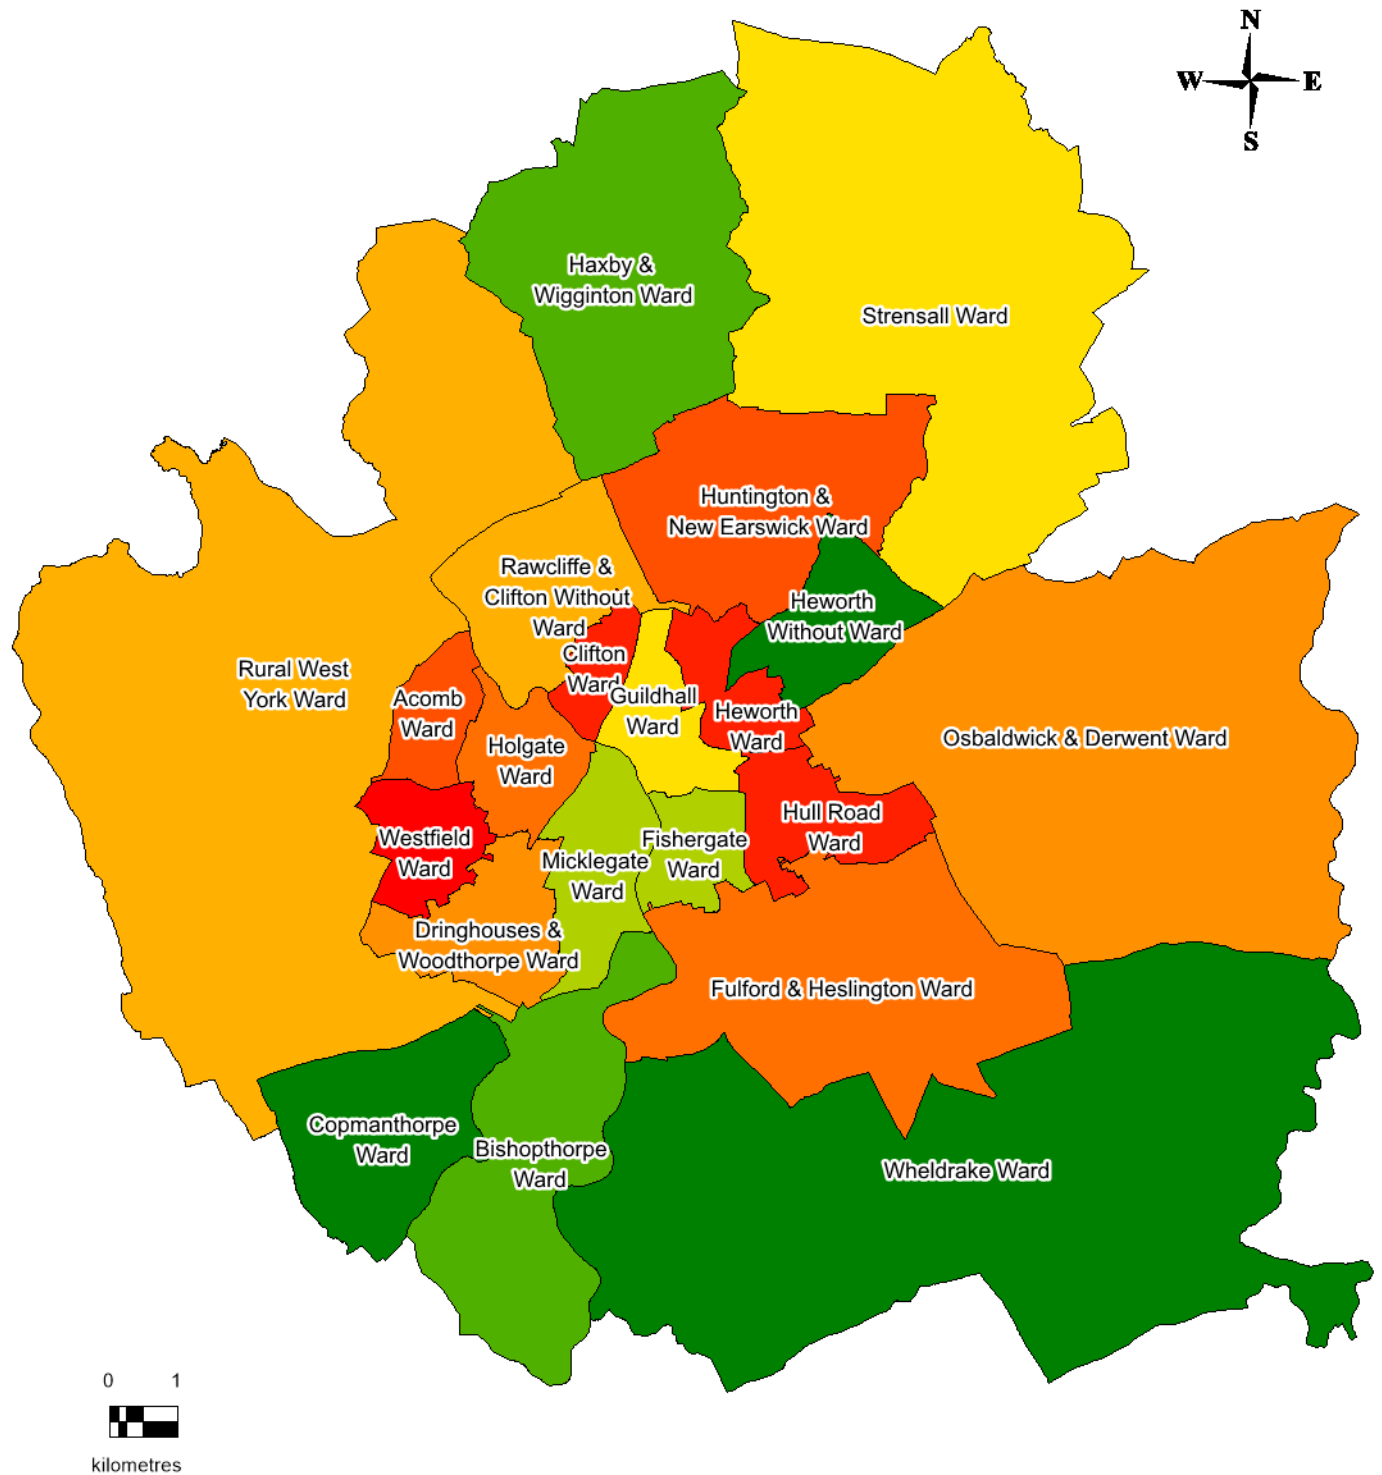 N
W
E
S
Haxby &
Wigginton Ward
Strensall Ward
Huntington &
New Earswick Ward
Rawcliffe &
Clifton Without
Ward
Heworth
Without Ward
Clifton
Ward
Rural West
York Ward
Acomb
Ward
Guildhall
Ward
Heworth
Ward
Holgate
Ward
Osbaldwick & Derwent Ward
Hull Road
Ward
Westfield
Ward
Micklegate
Ward
Fishergate
Ward
Dringhouses &
Woodthorpe Ward
Fulford & Heslington Ward
Copmanthorpe
Ward
Bishopthorpe
Ward
Wheldrake Ward
0 1
kilometres